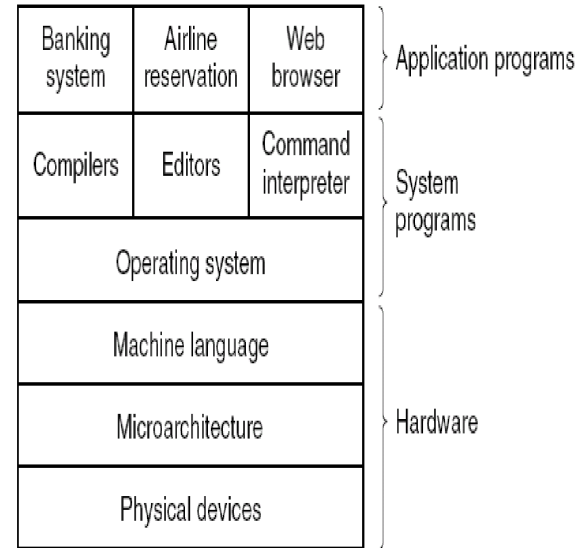 Banking
system
Airline
reservation
Web
browser
Application programs
Compilers
Editors
Command
interpreter
System
programs
Operating system
Machine language
Microarchitecture
Hardware
Physical devices